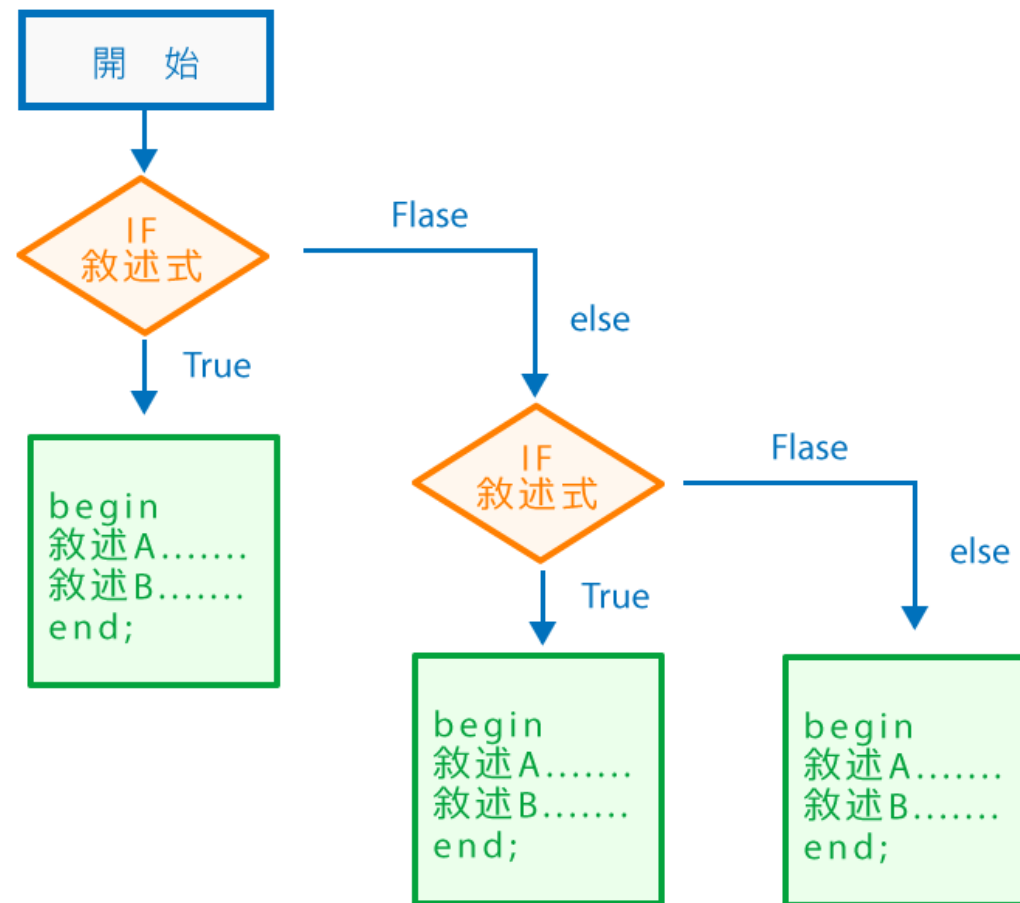 開 始
IF
敘述式
Flase
else
True
begin
敘述A.......
敘述B.......
end;
IF
敘述式
Flase
else
True
begin
敘述A.......
敘述B.......
end;
begin
敘述A.......
敘述B.......
end;